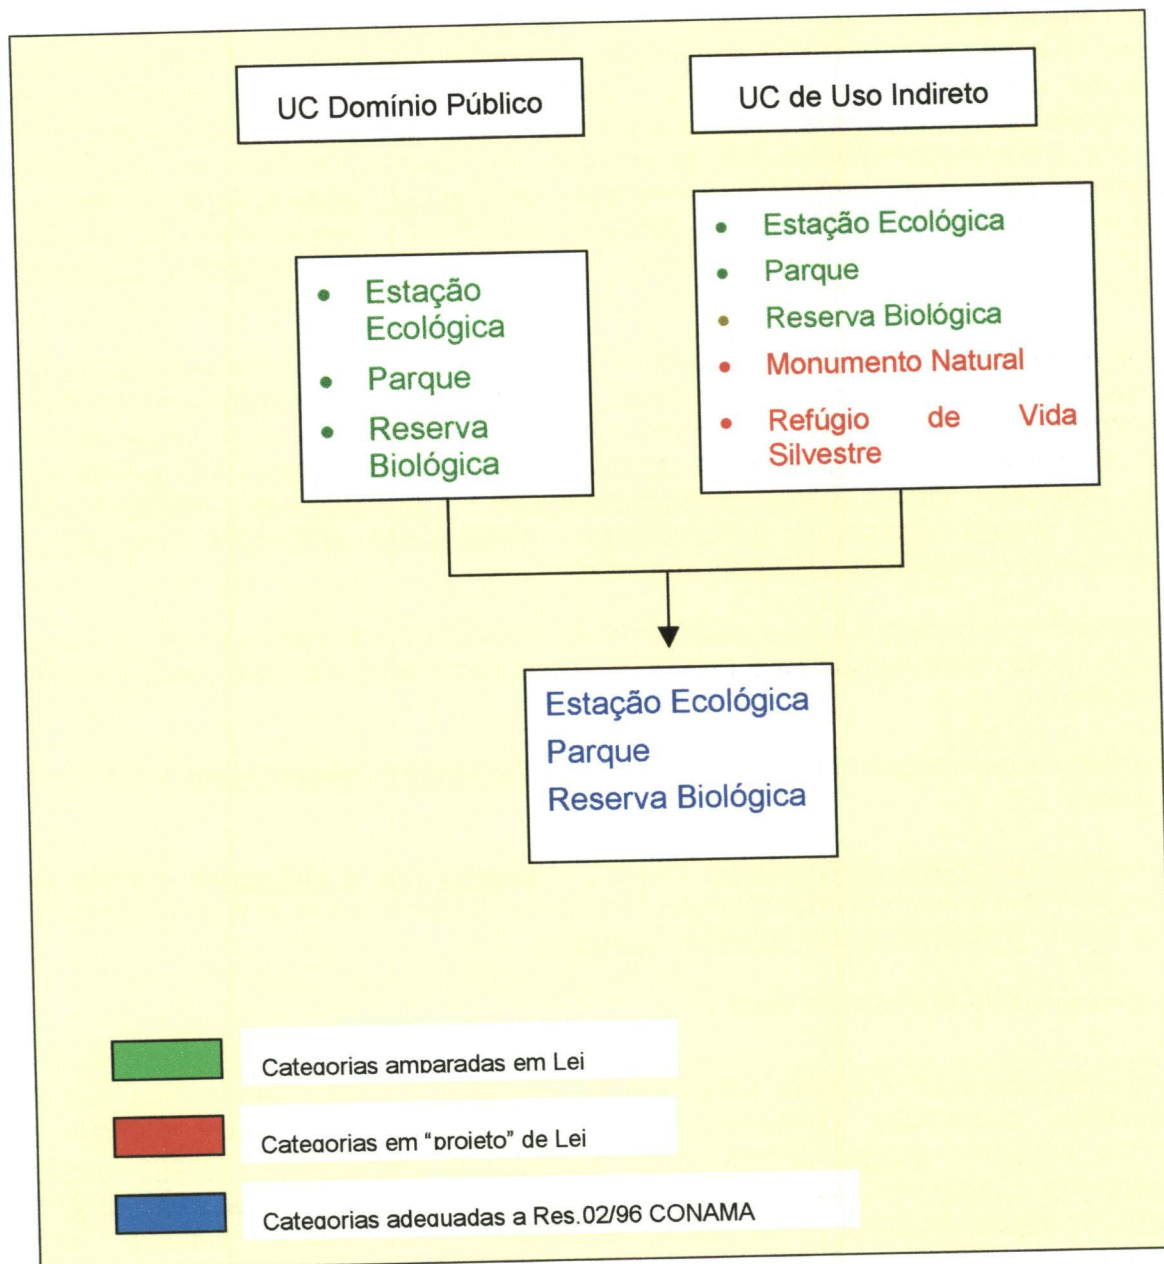 UC Domínio Público
UC de Uso Indireto
• Estação
Ecológica
• Parque
• Reserva
Biológica
• Estação Ecológica
• Parque
• Reserva Biológica
• Monumento Natural
• Refúgio de Vida
Silvestre
Estação Ecológica
Parque
Reserva Biológica
Categorias amparadas em Lei
Categorias em “projeto” de Lei
Categorias adequadas a Res.02/96 CONAMA